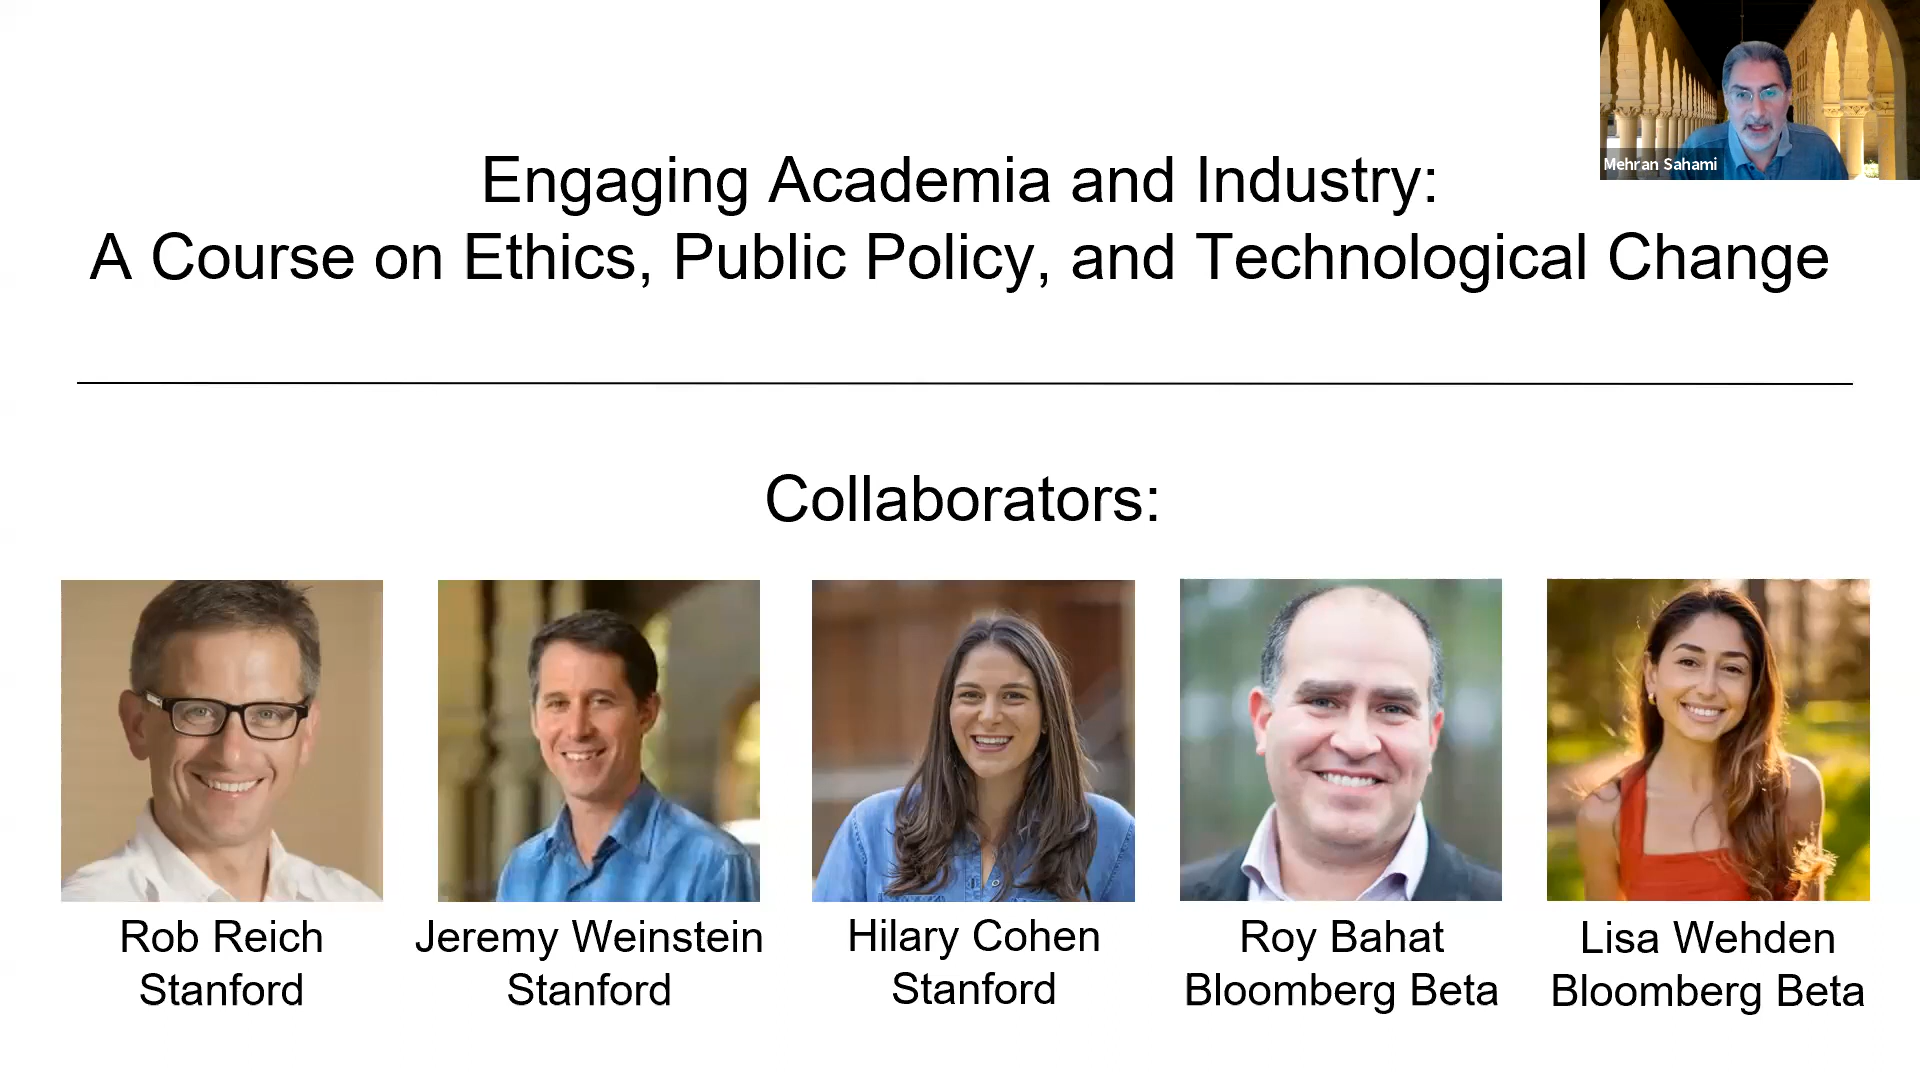 Mehran Sahami
Engaging Academia and Industry:
A Course on Ethics, Public Policy, and Technological Change
Collaborators:
Rob Reich
Stanford
Jeremy Weinstein
Stanford
Hilary Cohen
Stanford
Roy Bahat
Bloomberg Beta
Lisa Wehden
Bloomberg Beta